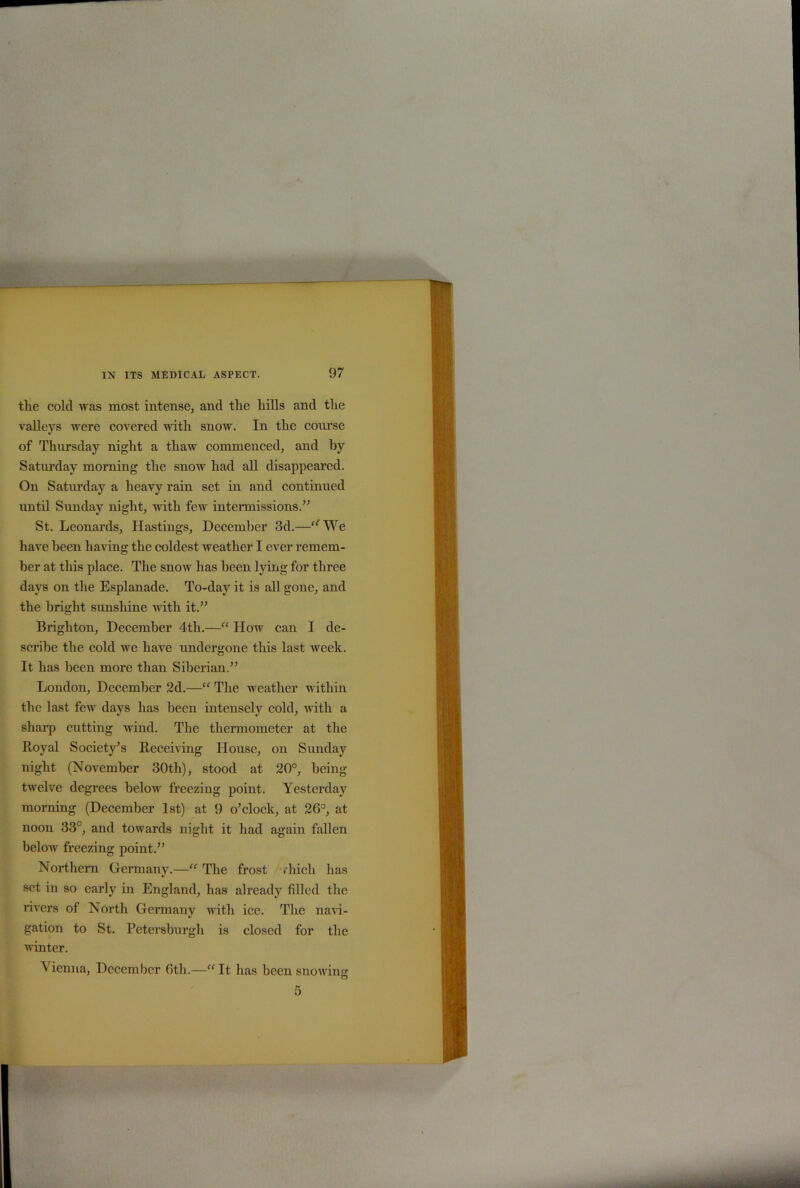 IN ITS MEDICAL ASPECT. 97
the cold was most intense, and the hills and the
valleys were covered with snow. In the course
of Thursday night a thaw commenced, and by
Saturday morning the snow had all disappeared.
On Saturday a heavy rain set in and continued
until Sunday night, with few intermissions.”
St. Leonards, Hastings, December 3d.—“We
have been having the coldest weather I ever remem-
ber at this place. The snow has been lying for three
days on the Esplanade. To-day it is all gone, and
the bright sunshine with it.”
Brighton, December 4th.—“ How can I de-
scribe the cold we have undergone this last week.
It has been more than Siberian.”
London, December 2d.—“ The weather within
the last few days has been intensely cold, with a
sharp cutting wind. The thermometer at the
Royal Society’s Receiving House, on Sunday
night (November 30th), stood at 20°, being
twelve degrees below freezing point. Yesterday
morning (December 1st) at 9 o’clock, at 26°, at
noon 33°, and towards night it had again fallen
below freezing point.”
Northern Germany.—“ The frost which has
set in so early in England, has already filled the
rivers of North Germany with ice. The navi-
gation to St. Petersburgh is closed for the
winter.
Vienna, December 6th.—“ It has been snowing
5